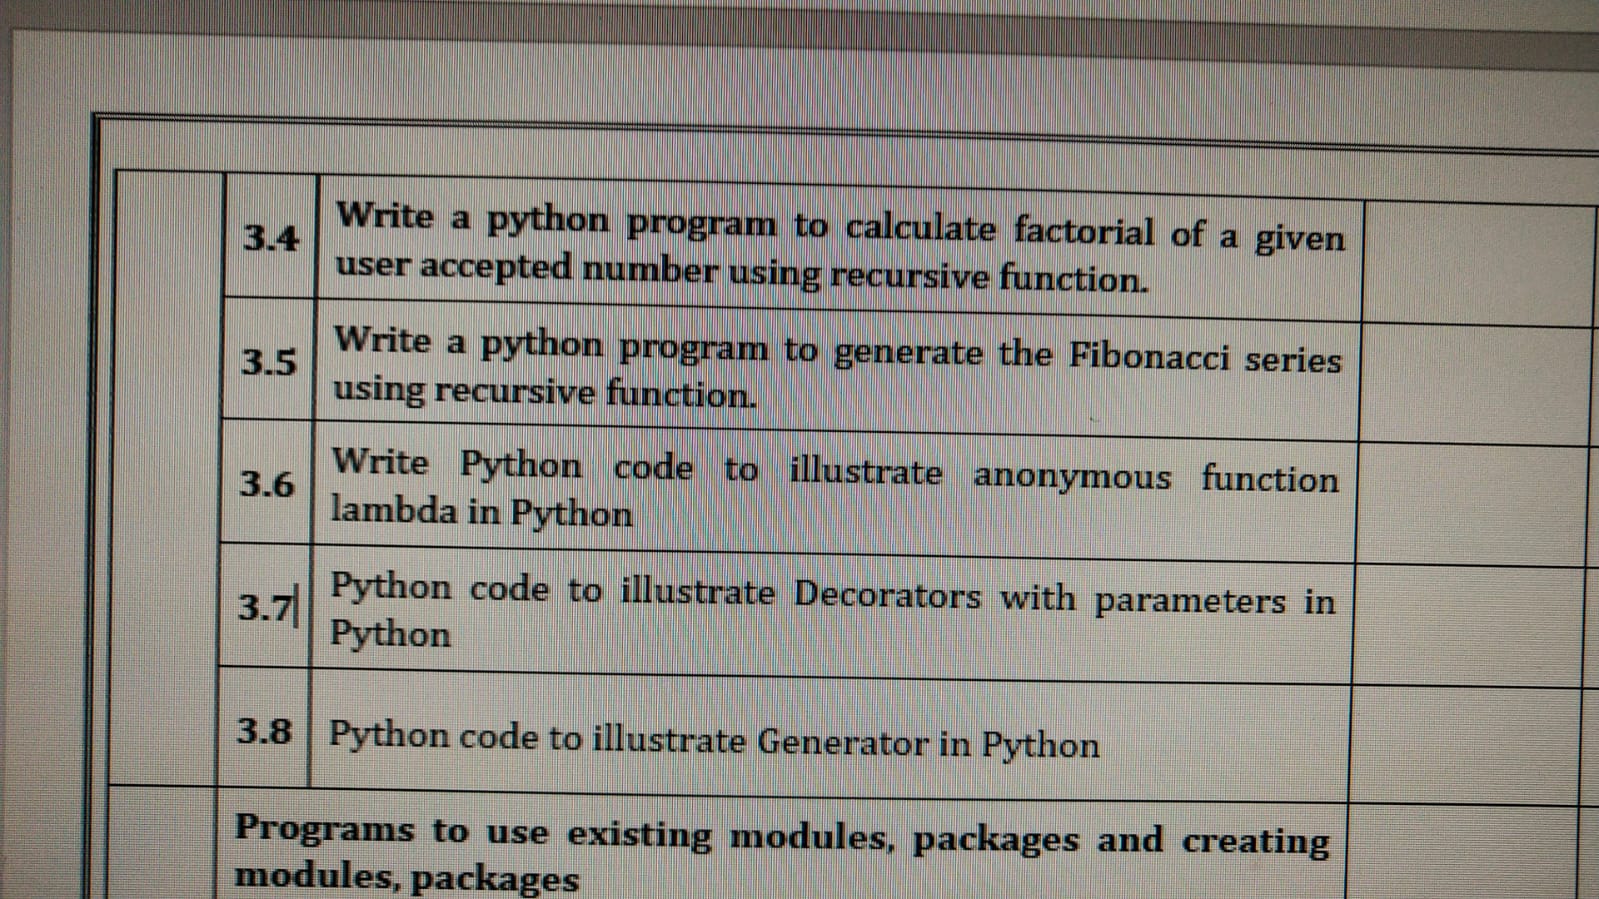 3.4
Write a python program to calculate factorial of a given
user accepted number using recursive function.
3.5
Write a python program to generate the Fibonacci series
using recursive function.
3.6
Write Python code to illustrate anonymous function
lambda in Python
3.7
Python code to illustrate Decorators with parameters in
Python
3.8
Python code to illustrate Generator in Python
Programs to use existing modules, packages and creating
modules, packages